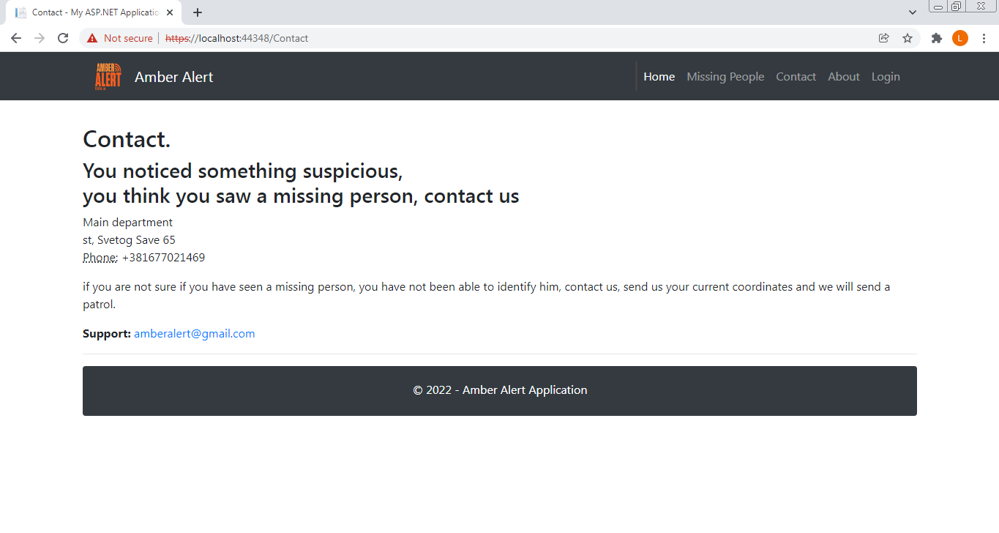 Contact - My ASP.NET Applicatio
Not secure
https://localhost:44348/Contact
L
AMBER
ALERT
Amber Alert
Home
Missing People
Contact
About
Login
Contact.
You noticed something suspicious,
you think you saw a missing person, contact us
Main department
st, Svetog Save 65
Phone: +381677021469
if you are not sure if you have seen a missing person, you have not been able to identify him, contact us, send us your current coordinates and we will send a
patrol.
Support: amberalert@gmail.com
© 2022 - Amber Alert Application